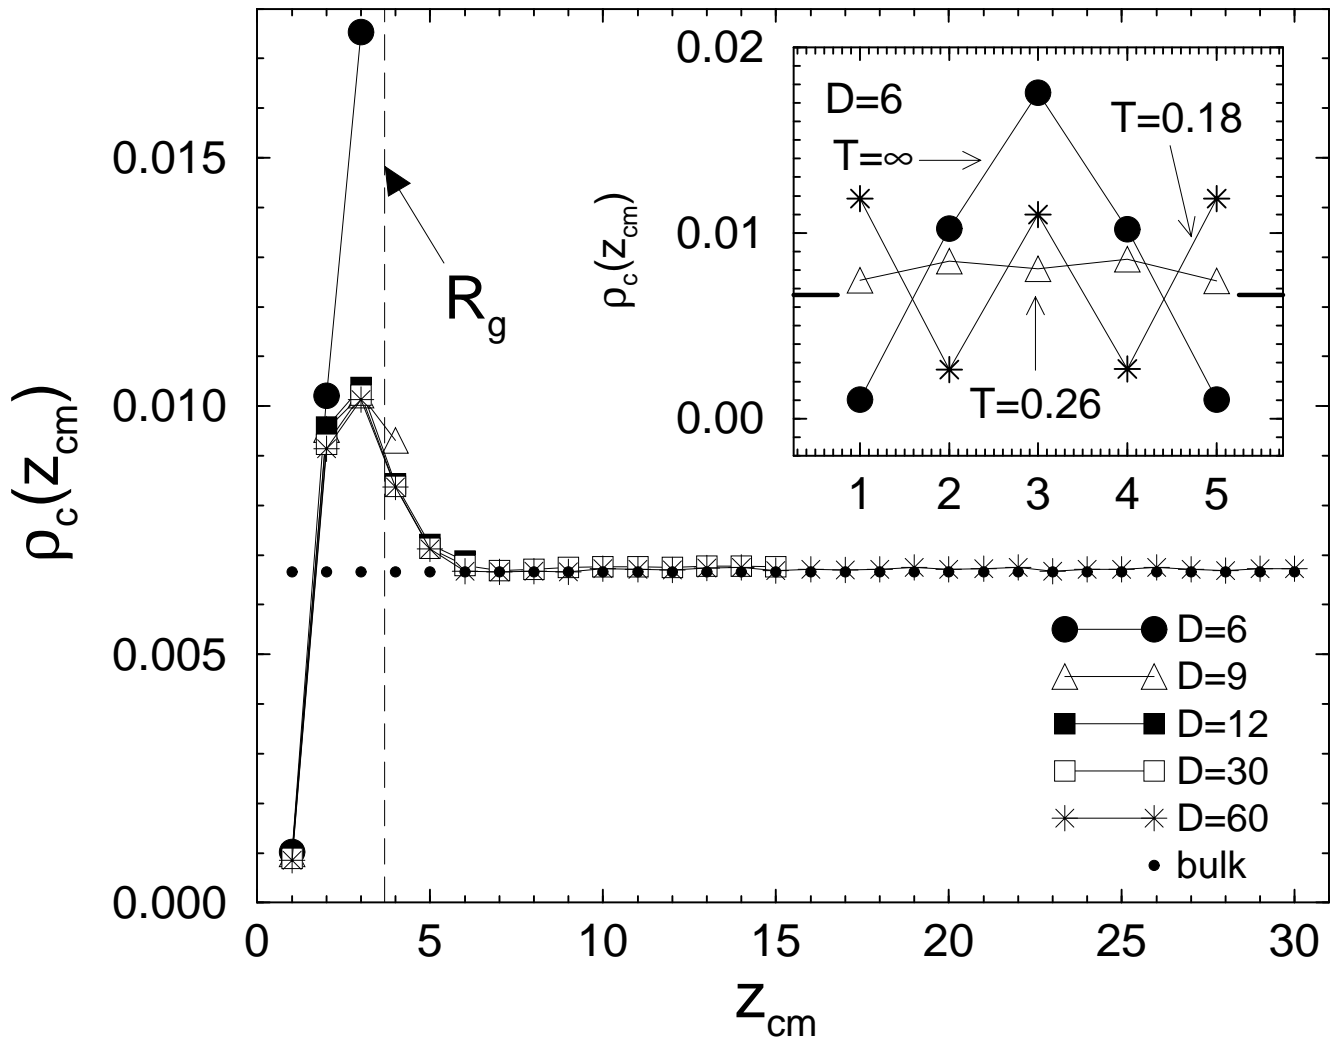 0.02
D=6
T=0.18
T=∞
0.015
ρc(zcm)
0.01
Rg
T=0.26
0.010
0.00
1 2 3 4 5
ρc(zcm)
D=6
0.005
D=9
D=12
D=30
D=60
bulk
0.000
0 5 10 15 20 25 30
zcm